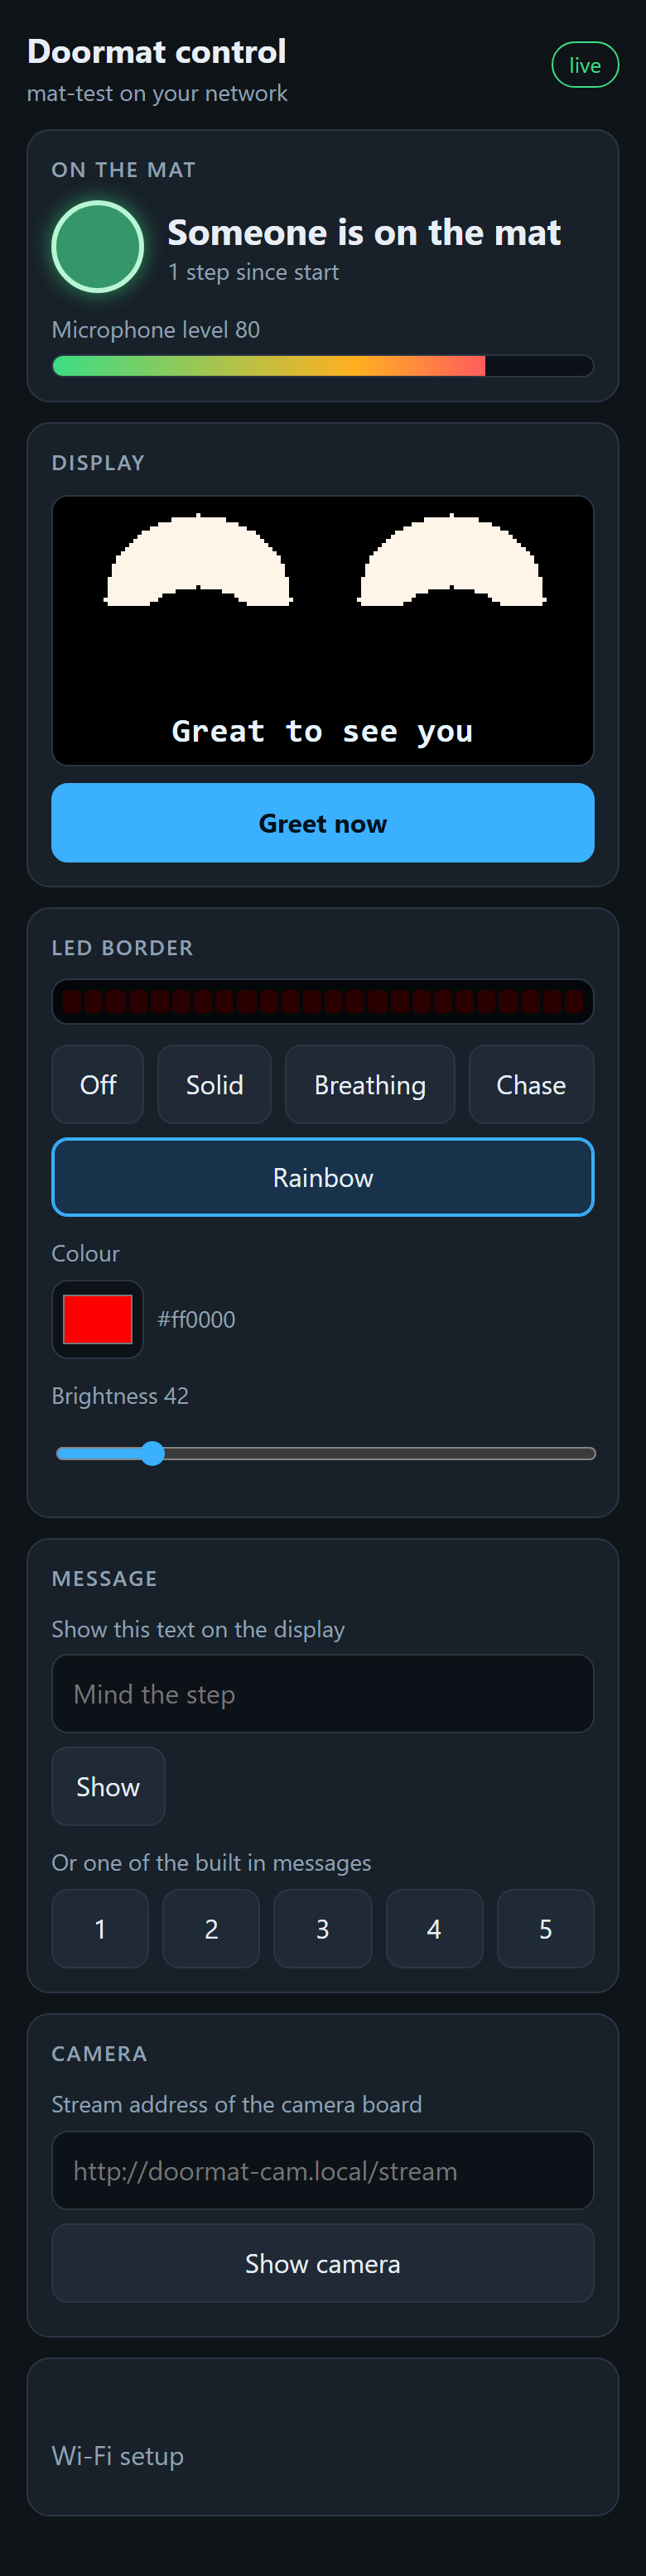 Doormat control
mat-test on your network
live
ON THE MAT
Someone is on the mat
1 step since start
Microphone level 80
DISPLAY
Great to see you
Greet now
LED BORDER
Off
Solid
Breathing
Chase
Rainbow
Colour
#ff0000
Brightness 42
MESSAGE
Show this text on the display
Mind the step
Show
Or one of the built in messages
1
2
3
4
5
CAMERA
Stream address of the camera board
http://doormat-cam.local/stream
Show camera
Wi-Fi setup